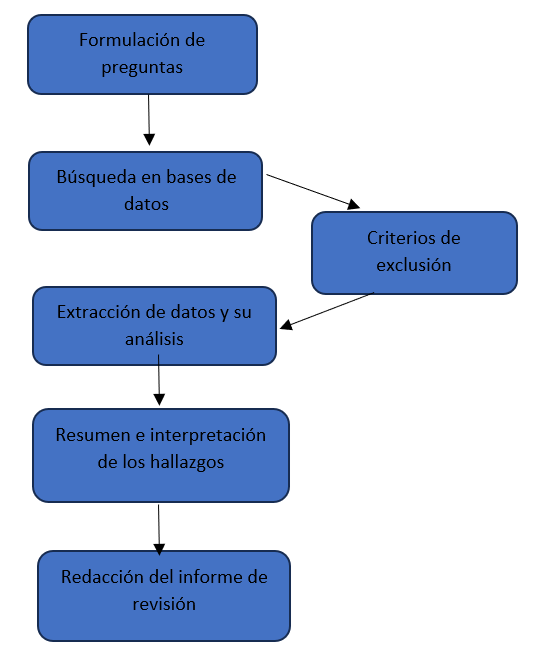 Formulación de
preguntas
Búsqueda en bases de
datos
Criterios de
exclusión
Extracción de datos y su
análisis
Resumen e interpretación
de los hallazgos
Redacción del informe de
revisión